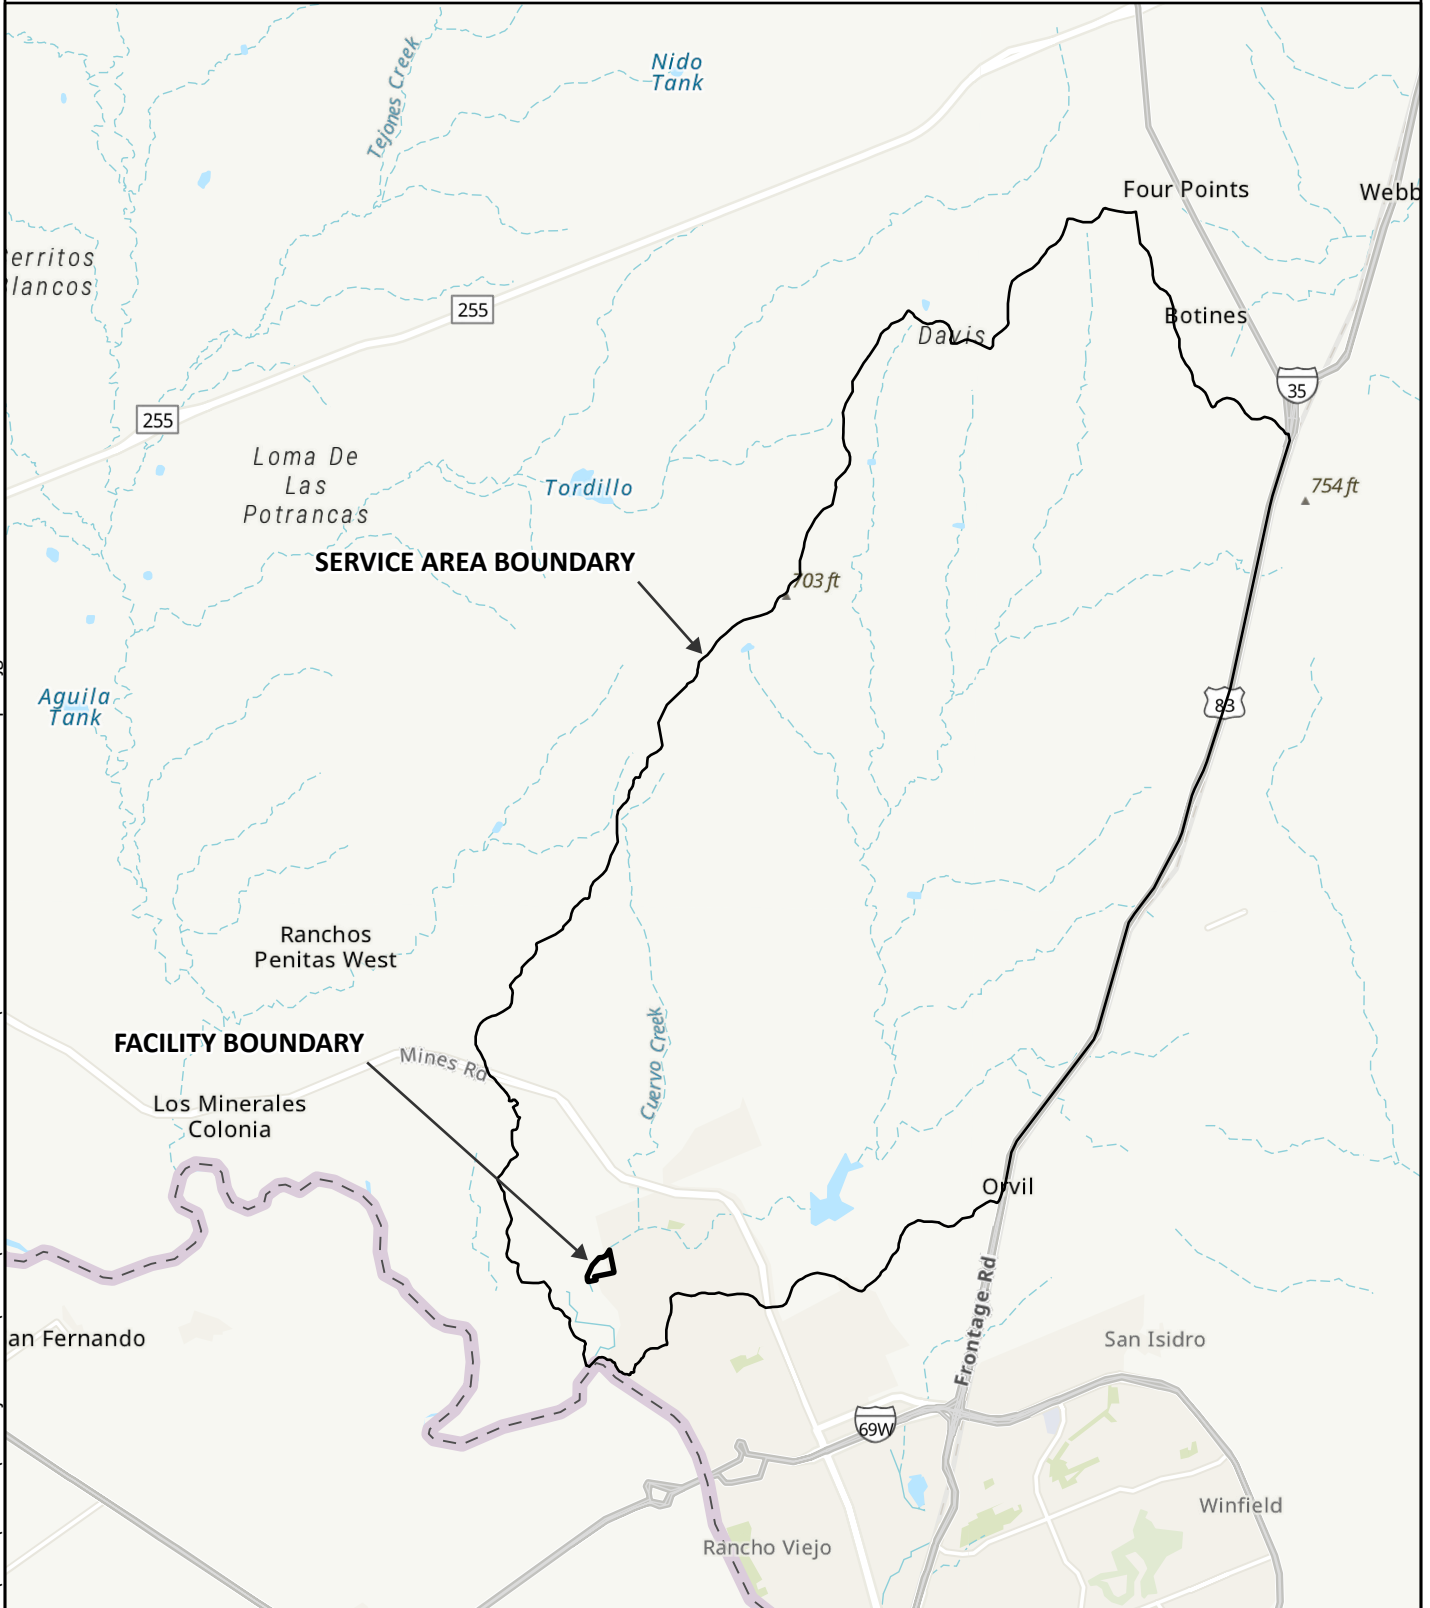 Tejones Creek
Nido
Tank
Four Points
Webb
erritos
lancos
255
Botines
Davis
35
255
Loma De
Las
Potrancas
Tordillo
754 ft
SERVICE AREA BOUNDARY
703 ft
Aguila
Tank
83
Ranchos
Penitas West
FACILITY BOUNDARY
Mines Rd
Cuervo Creek
Los Minerales
Colonia
Orvil
Frontage Rd
an Fernando
San Isidro
69W
Winfield
Rancho Viejo